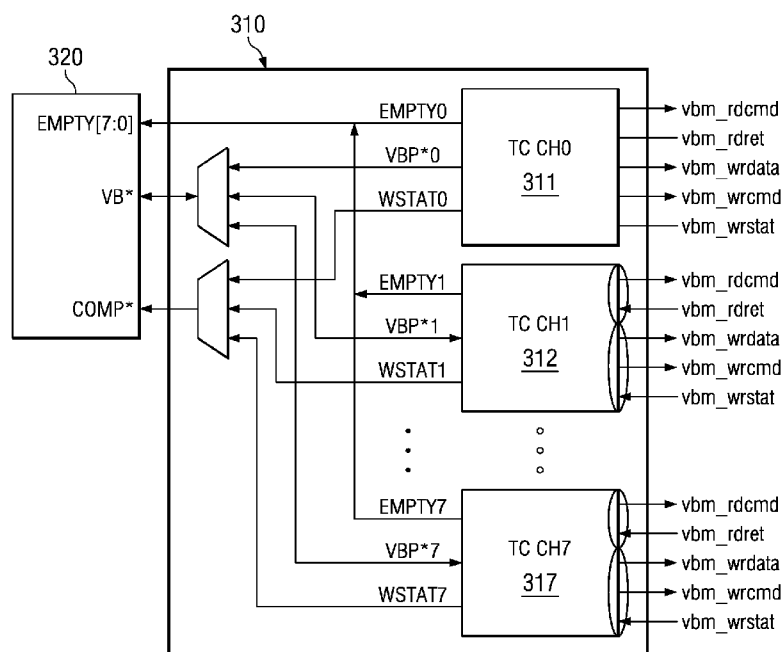 310
320
EMPTY[7:0]
VB*
COMP*
EMPTY0
VBP*0
WSTAT0
TC CH0
311
vbm_rdcmd
vbm_rdret
vbm_wrdata
vbm_wrcmd
vbm_wrstat
EMPTY1
VBP*1
WSTAT1
TC CH1
312
vbm_rdcmd
vbm_rdret
vbm_wrdata
vbm_wrcmd
vbm_wrstat
EMPTY7
VBP*7
WSTAT7
TC CH7
317
vbm_rdcmd
vbm_rdret
vbm_wrdata
vbm_wrcmd
vbm_wrstat